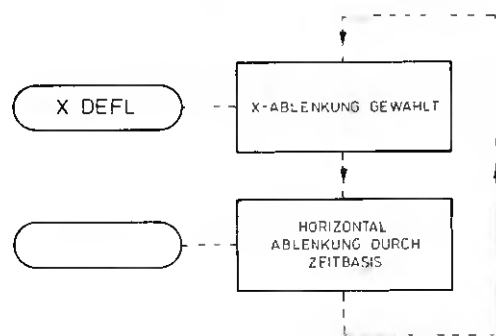 X DEFL
X-ABLENKUNG GEWAHLT
HORIZONTAL
ABLENKUNG DURCH
ZEITBASIS